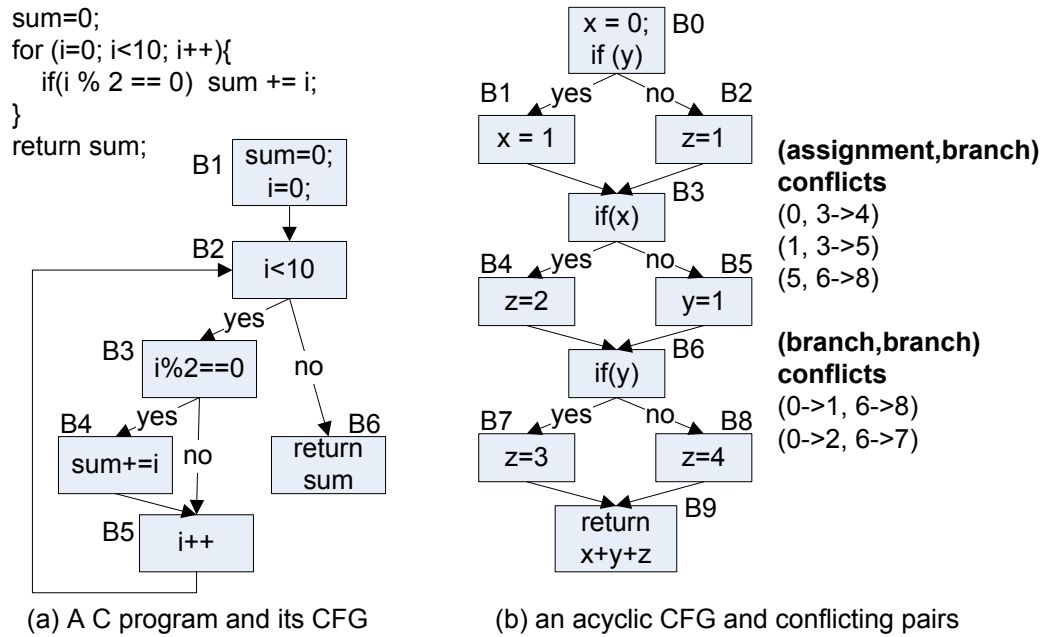 sum=0;
for (i=0; i<10; i++){
if(i % 2 == 0) sum += i;
}
return sum;
B1
sum=0;
i=0;
B2
i<10
yes
no
B3
i%2==0
yes
no
B4
sum+=i
B6
return
sum
B5
i++
(a) A C program and its CFG
x = 0;
if (y)
B0
yes
no
B1
x = 1
B2
z=1
B3
if(x)
yes
no
B4
z=2
B5
y=1
B6
if(y)
yes
no
B7
z=3
B8
z=4
B9
return
x+y+z
(assignment,branch)
conflicts
(0, 3->4)
(1, 3->5)
(5, 6->8)
(branch,branch)
conflicts
(0->1, 6->8)
(0->2, 6->7)
(b) an acyclic CFG and conflicting pairs